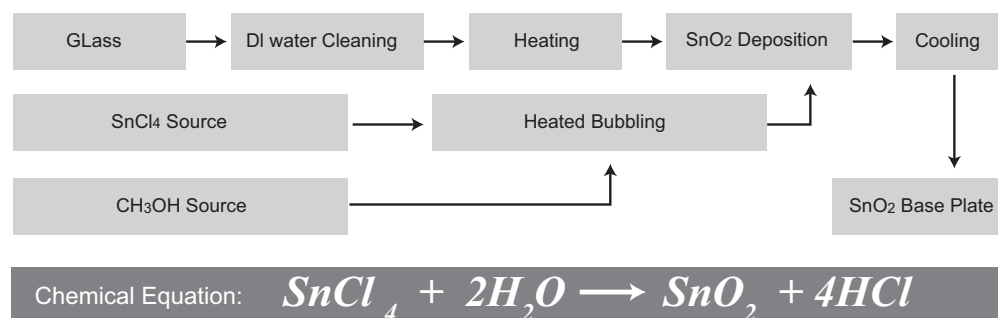 GLass
DI water Cleaning
Heating
SnO2 Deposition
Cooling
SnCl4 Source
Heated Bubbling
CH3OH Source
SnO2 Base Plate
Chemical Equation: SnCl4 + 2H2O ⟶ SnO2 + 4HCl